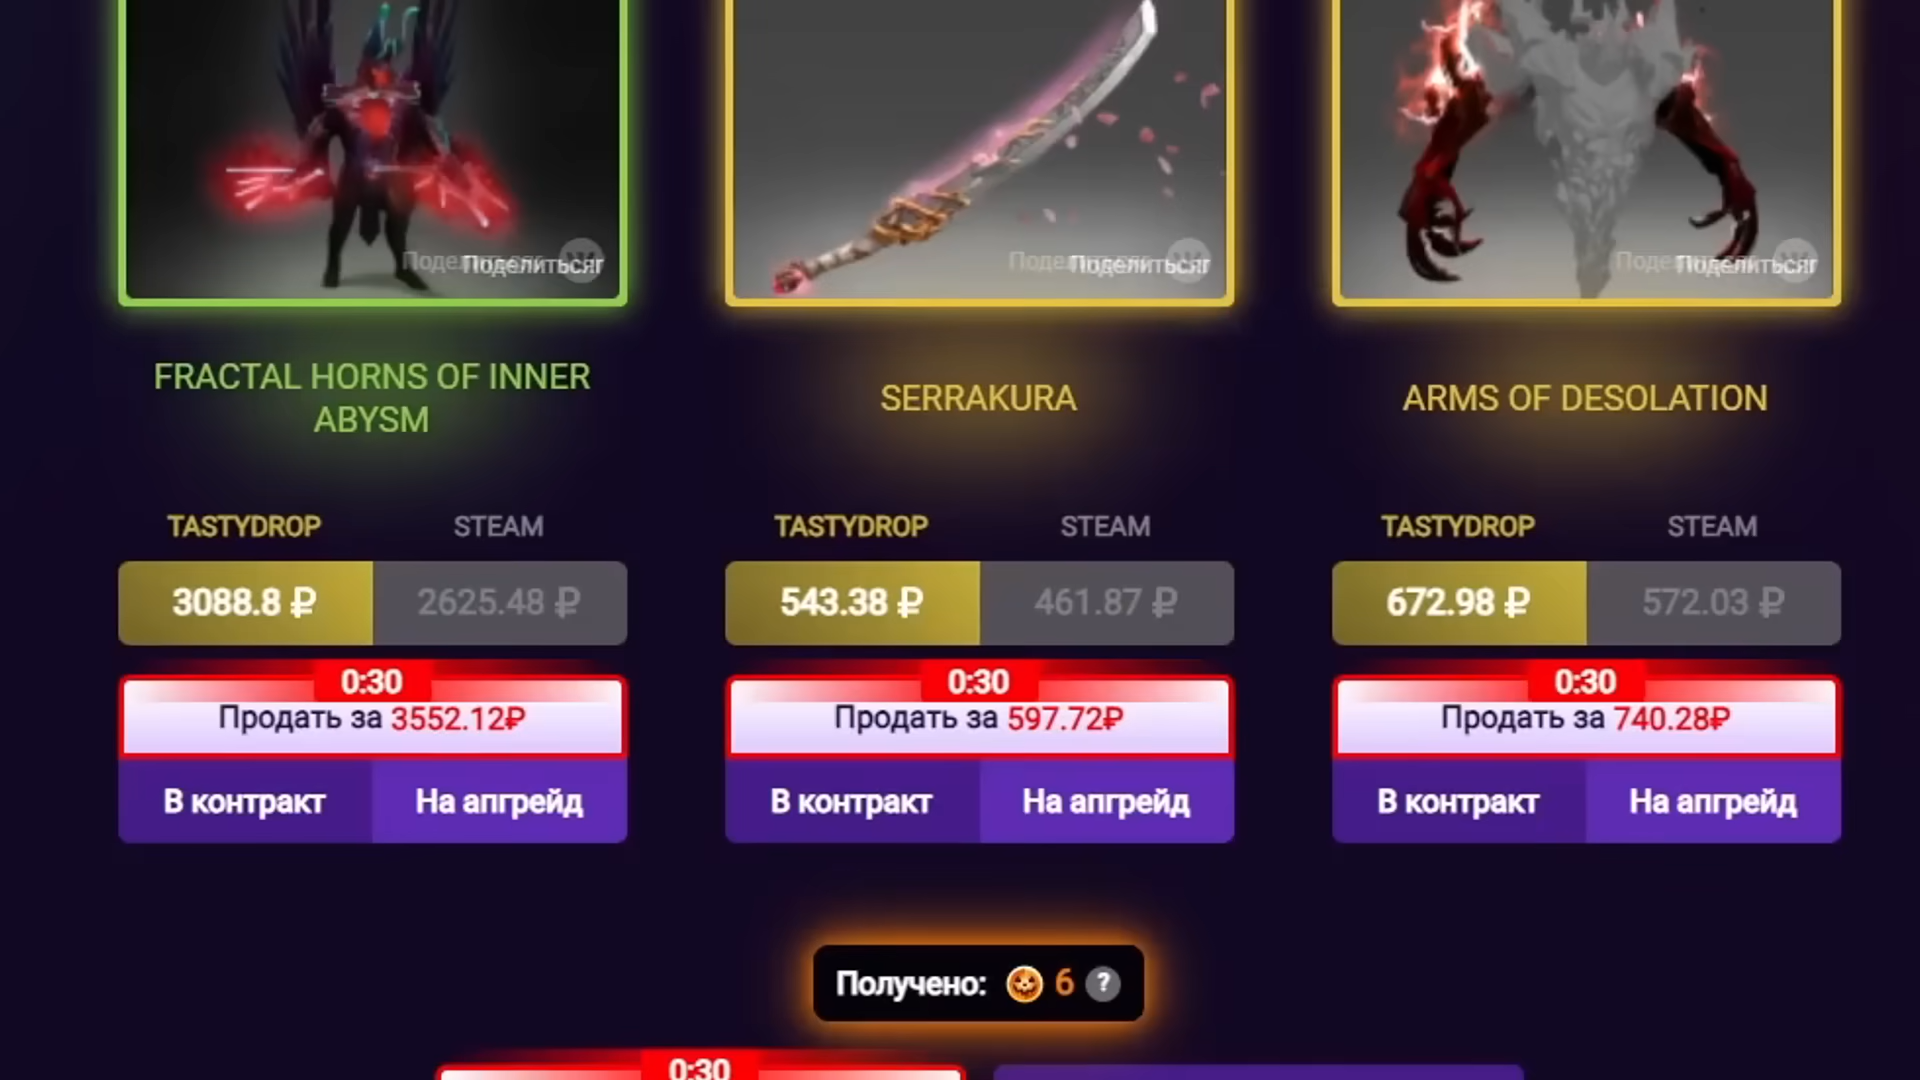 Поделиться Поделиться Поделиться
FRACTAL HORNS OF INNER
ABYSM
SERRAKURA
ARMS OF DESOLATION
TASTYDROP STEAM TASTYDROP STEAM TASTYDROP STEAM
3088.8 ₽ 2625.48 ₽ 543.38 ₽ 461.87 ₽ 672.98 ₽ 572.03 ₽
0:30 0:30 0:30
Продать за 3552.12₽ Продать за 597.72₽ Продать за 740.28₽
В контракт На апгрейд В контракт На апгрейд В контракт На апгрейд
Получено: 6 ?
0:30